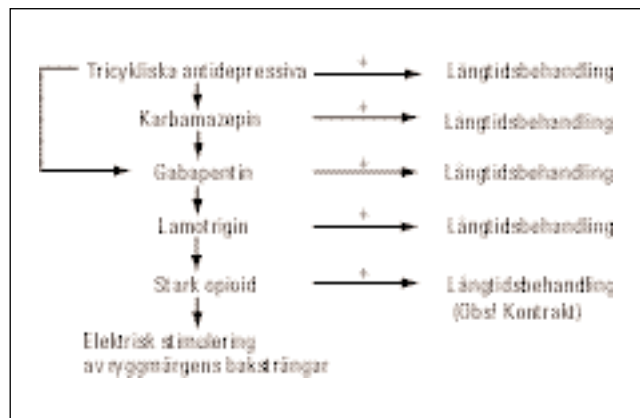 Tricykliska antidepressiva + Långtidsbehandling
Karbamazepin + Långtidsbehandling
Gabapentin + Långtidsbehandling
Lamotrigin + Långtidsbehandling
Stark opioid + Långtidsbehandling
(Obs! Kontrakt)
Elektrisk stimulering
av ryggmärgens baksträngar